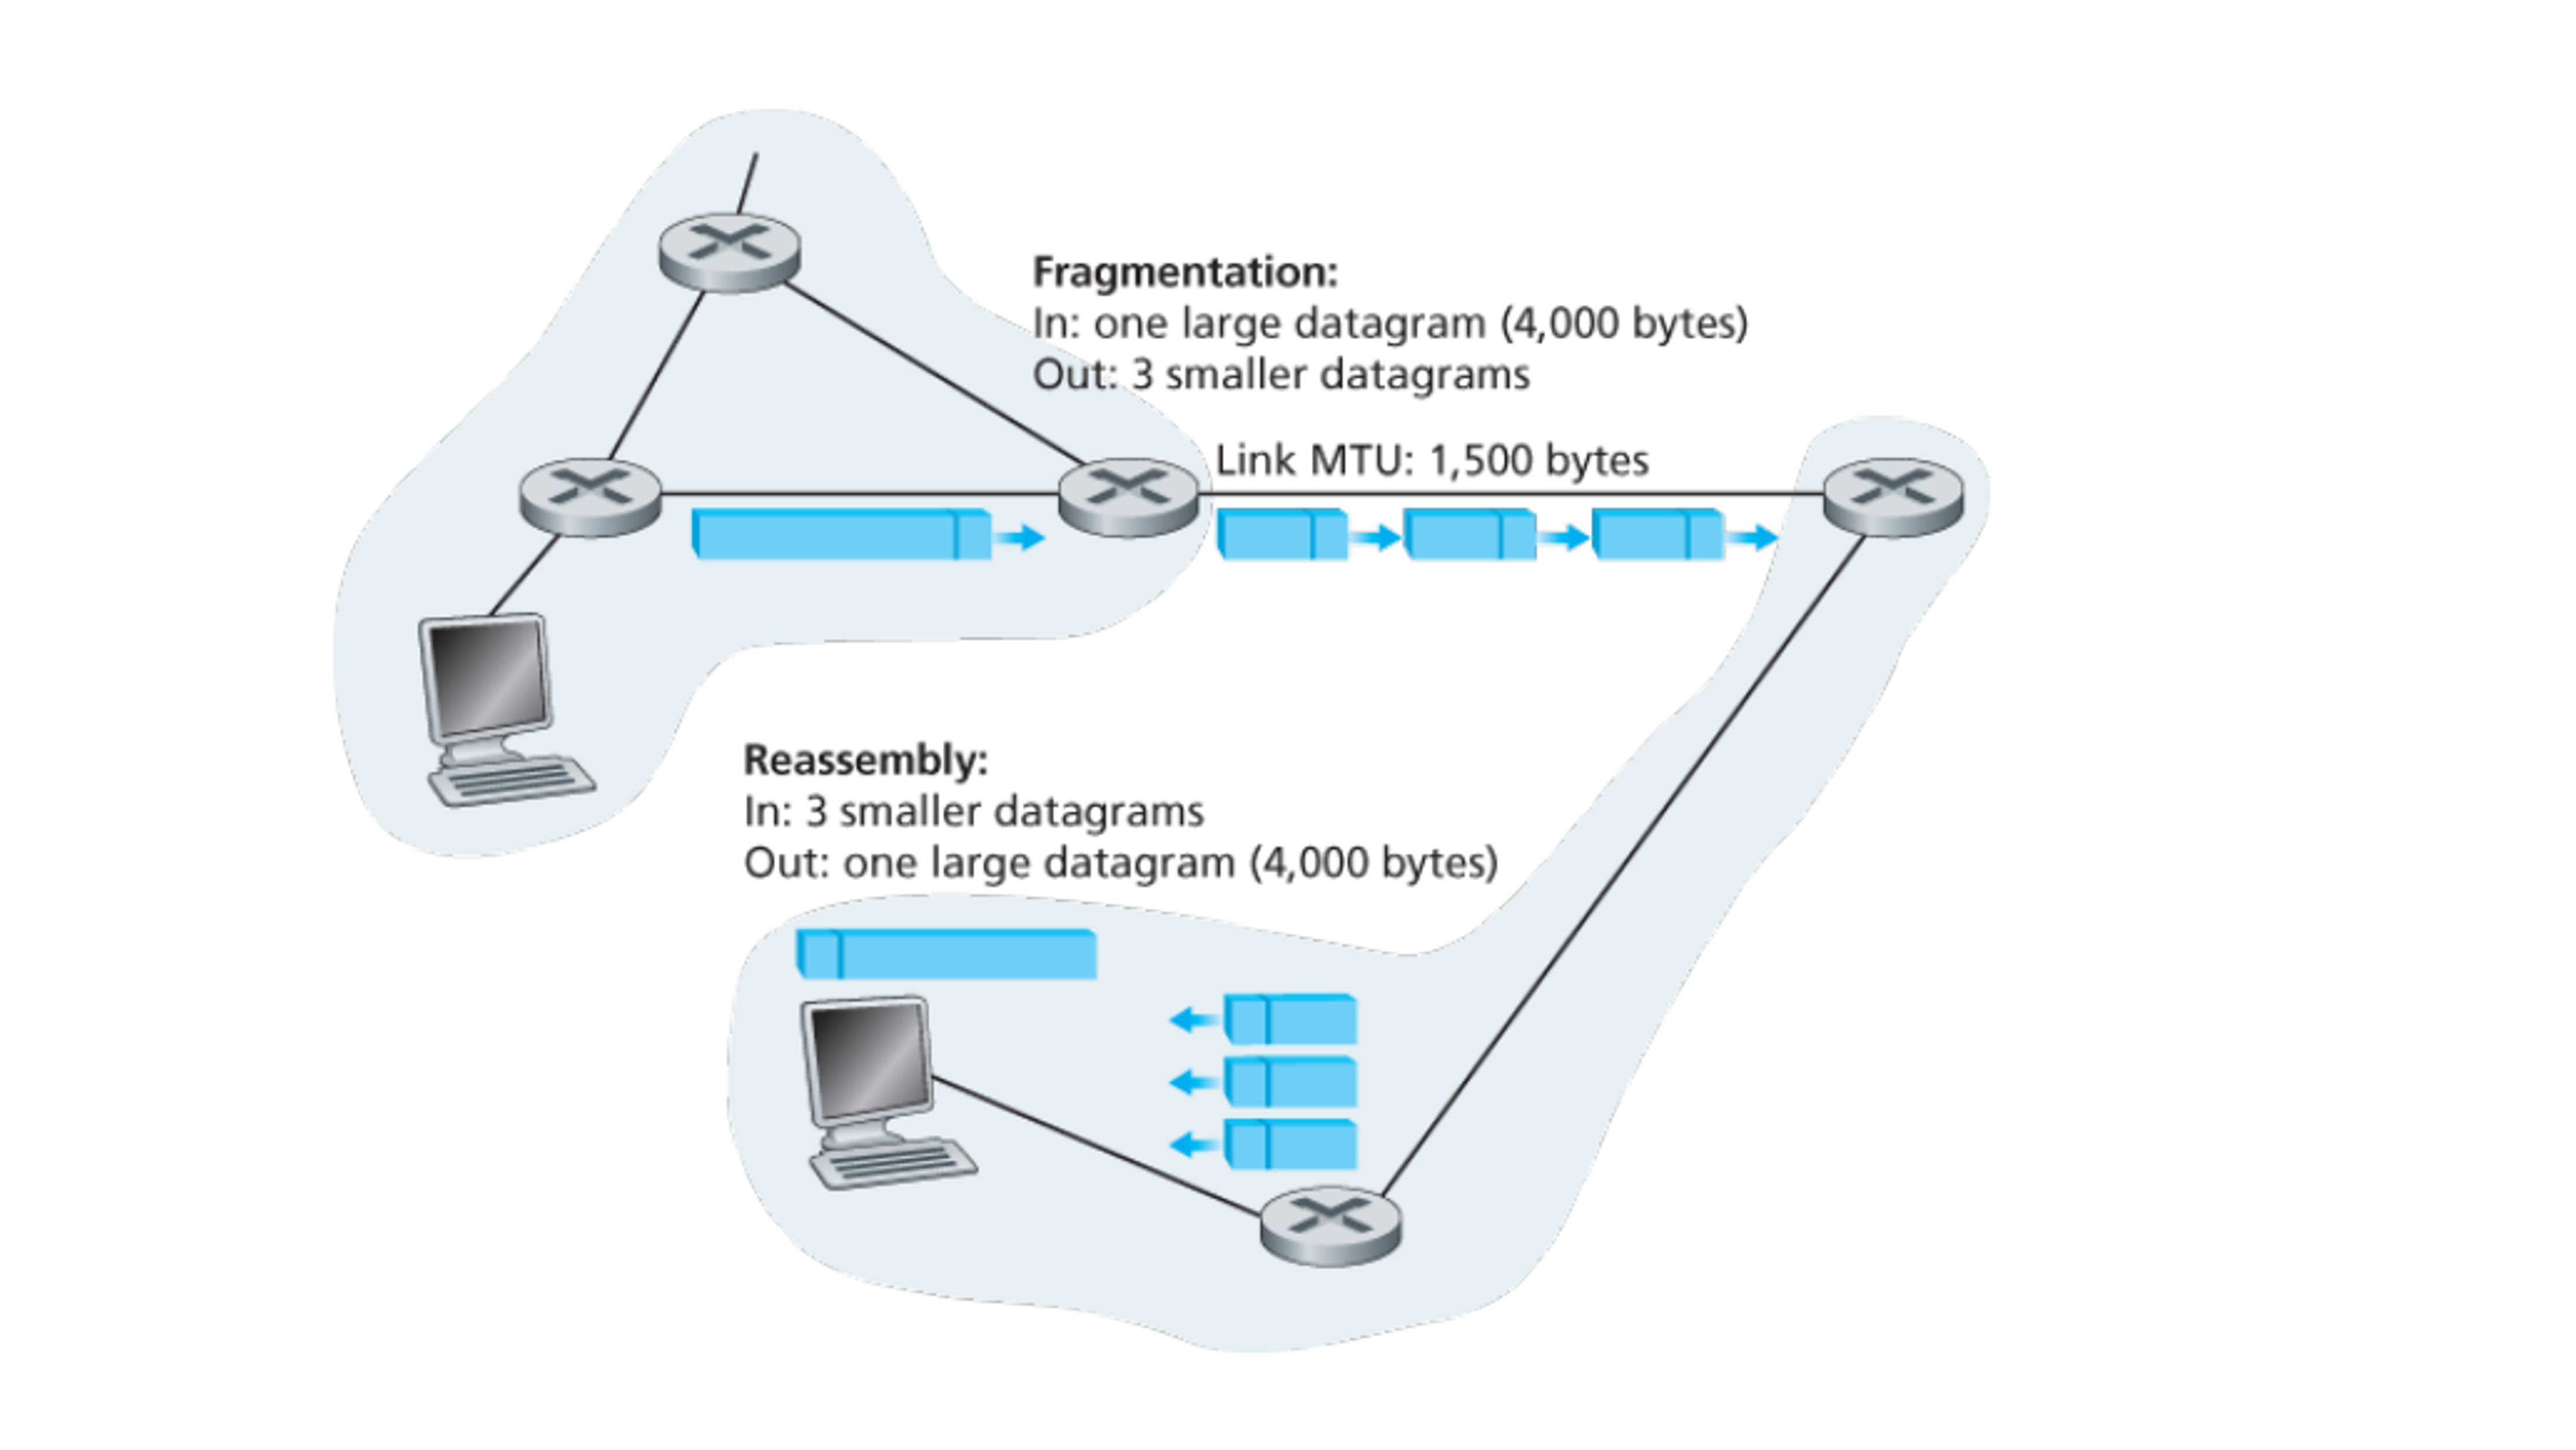 Fragmentation:
In: one large datagram (4,000 bytes)
Out: 3 smaller datagrams
Link MTU: 1,500 bytes
Reassembly:
In: 3 smaller datagrams
Out: one large datagram (4,000 bytes)